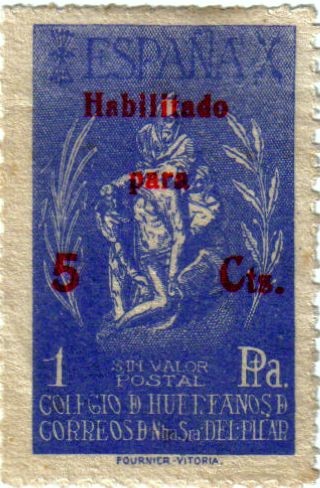 ESPAÑA
Habilitado
para
5 Cts.
1 Pta.
SIN VALOR
POSTAL
COLEGIO D HUERFANOS D
CORREOS D Ntra Sra DEL PILAR
FOURNIER-VITORIA.